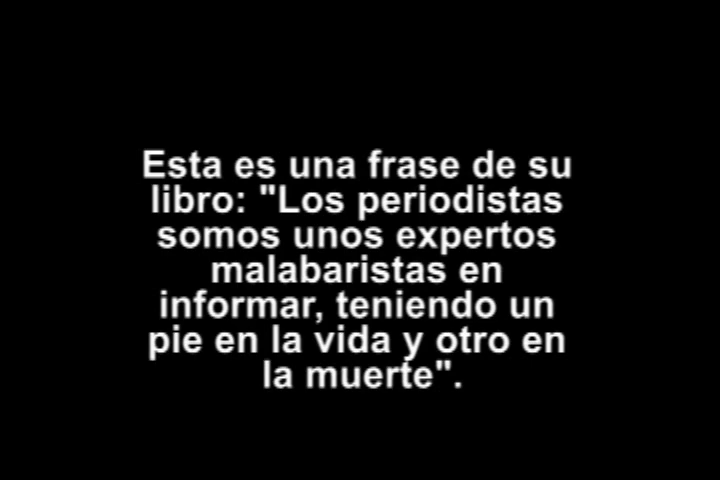 Esta es una frase de su
libro: "Los periodistas
somos unos expertos
malabaristas en
informar, teniendo un
pie en la vida y otro en
la muerte".